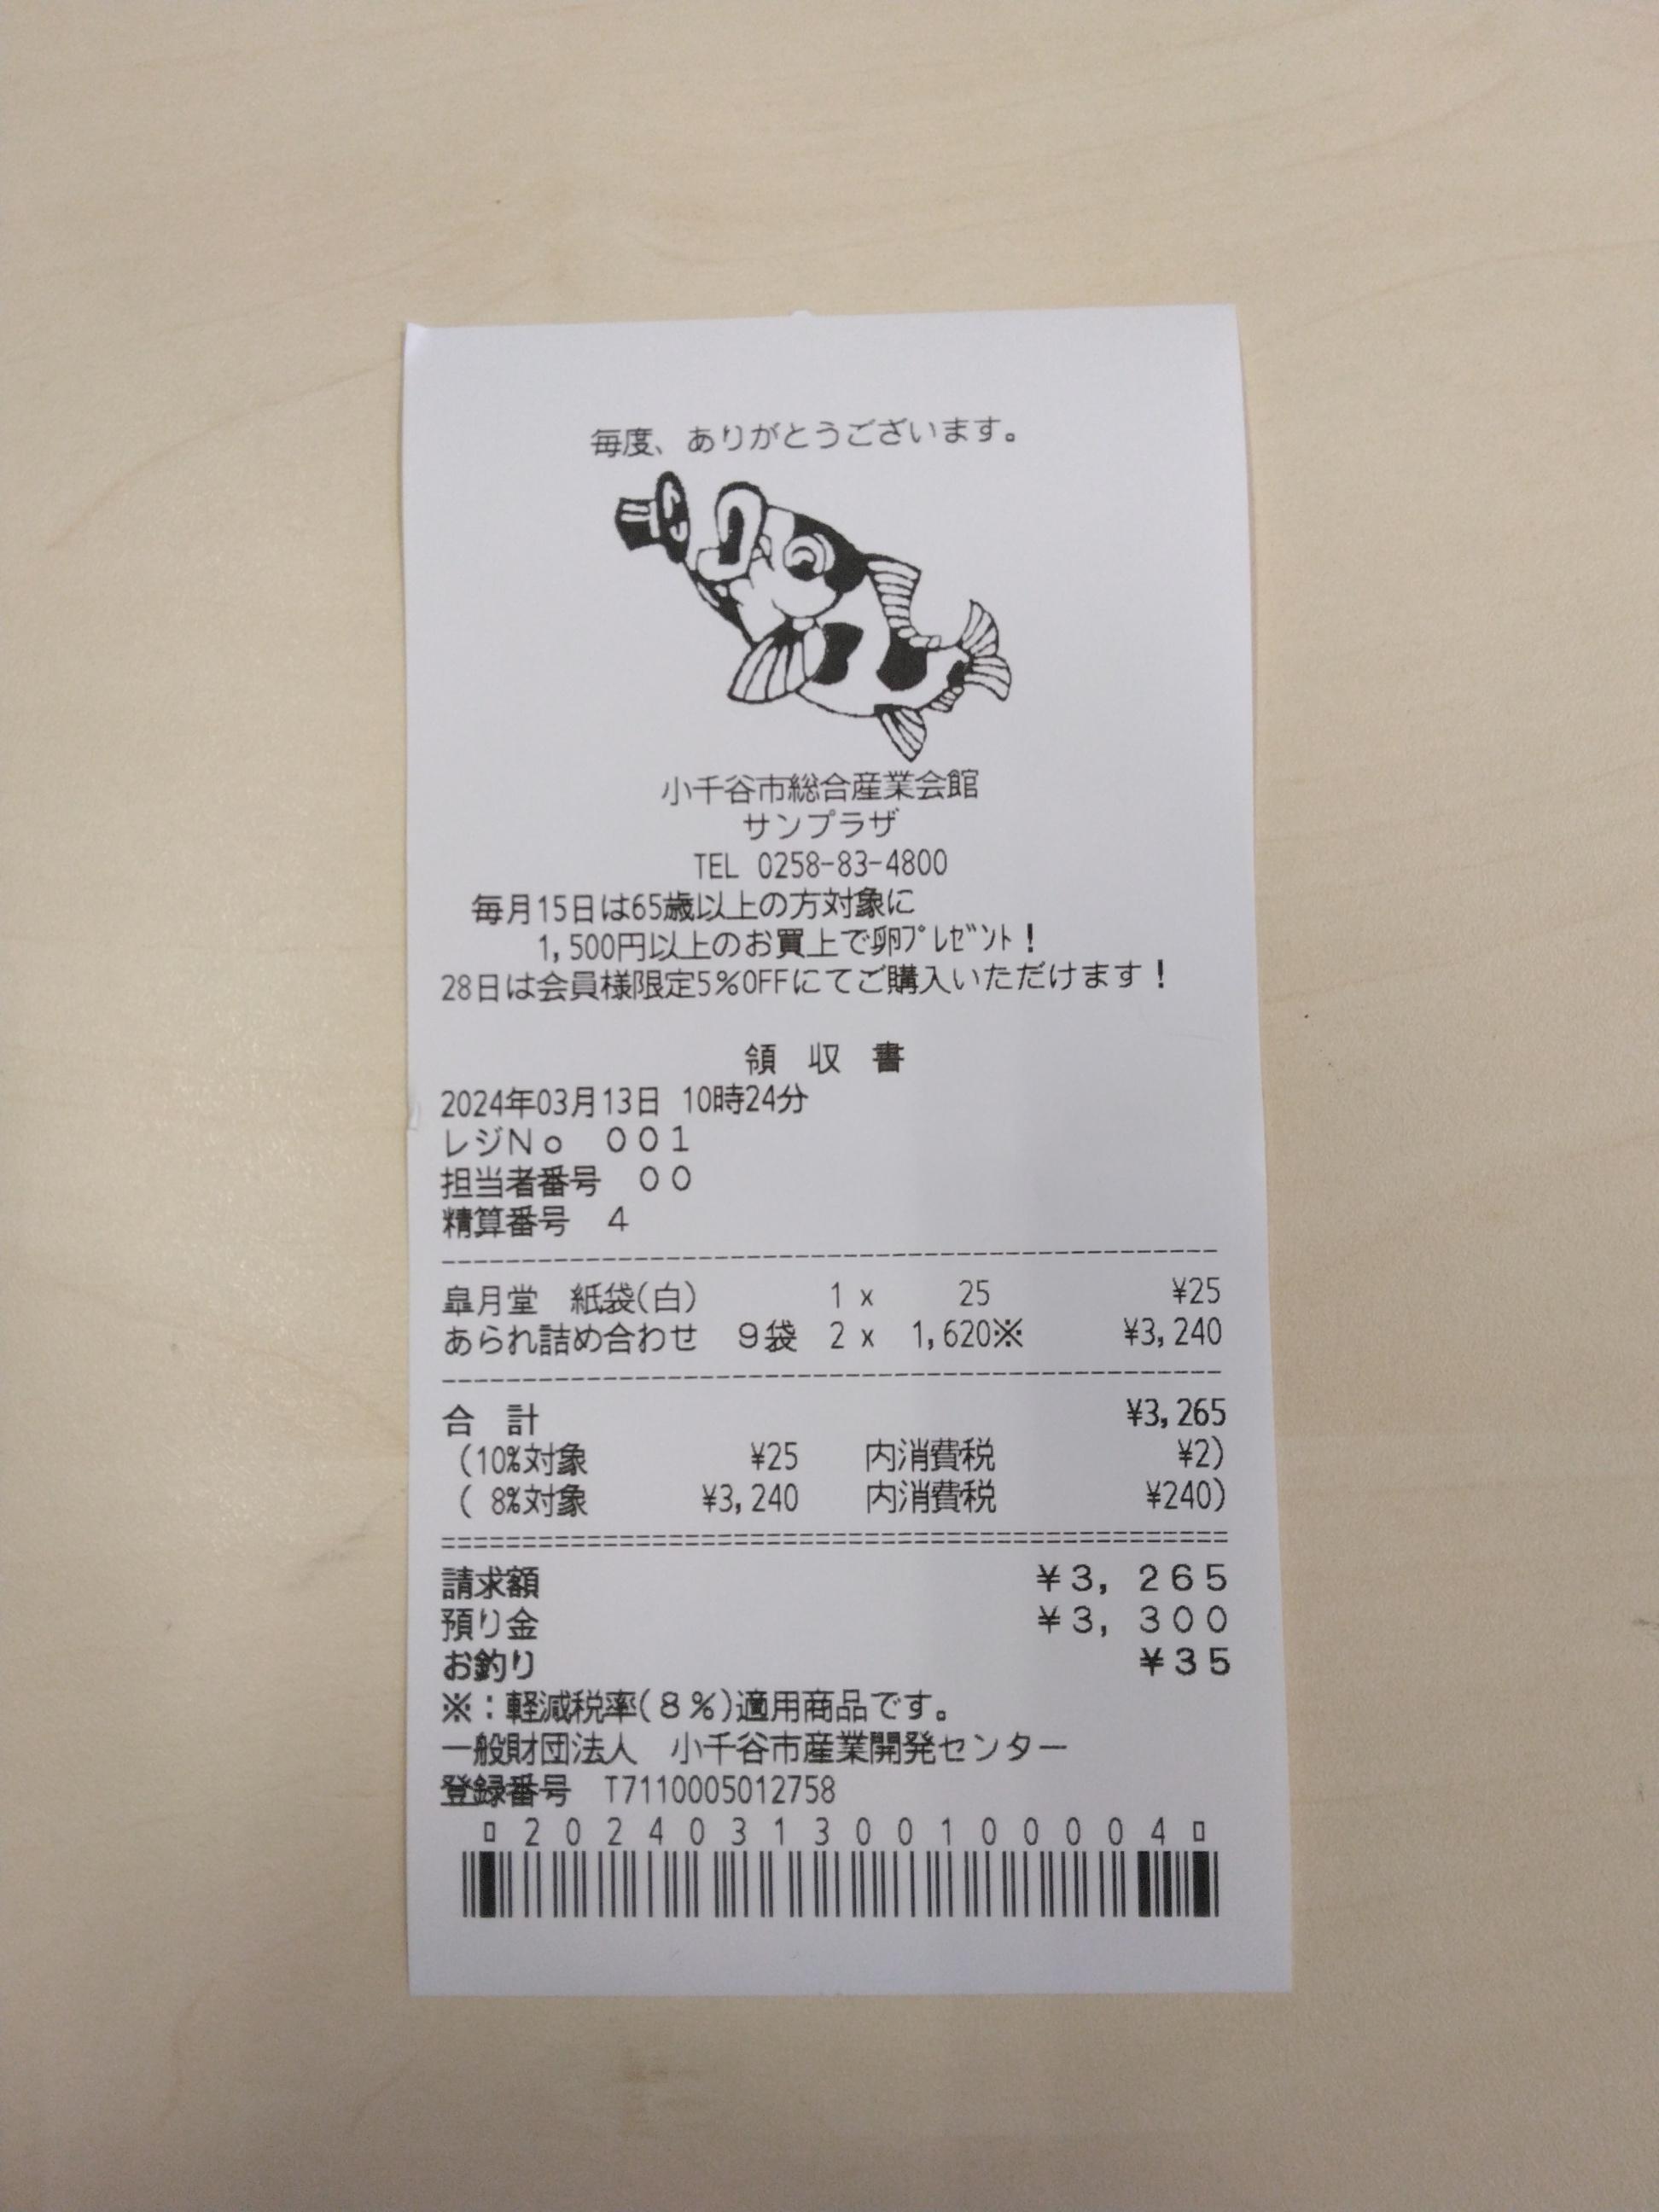 毎度、ありがとうございます。
小千谷市総合産業会館
サンプラザ
TEL 0258-83-4800
毎月15日は65歳以上の方対象に
1,500円以上のお買上で卵ﾌﾟﾚｾﾞﾝﾄ！
28日は会員様限定5%OFFにてご購入いただけます！
領 収 書
2024年03月13日 10時24分
レジＮｏ　００１
担当者番号　００
精算番号　４
皐月堂　紙袋(白) 1 x 25 ¥25
あられ詰め合わせ　９袋 2 x 1,620※ ¥3,240
合　計 ¥3,265
(10%対象 ¥25 内消費税 ¥2)
( 8%対象 ¥3,240 内消費税 ¥240)
請求額 ￥３，２６５
預り金 ￥３，３００
お釣り ￥３５
※：軽減税率(８％)適用商品です。
一般財団法人　小千谷市産業開発センター
登録番号　T7110005012758
2024031300100004